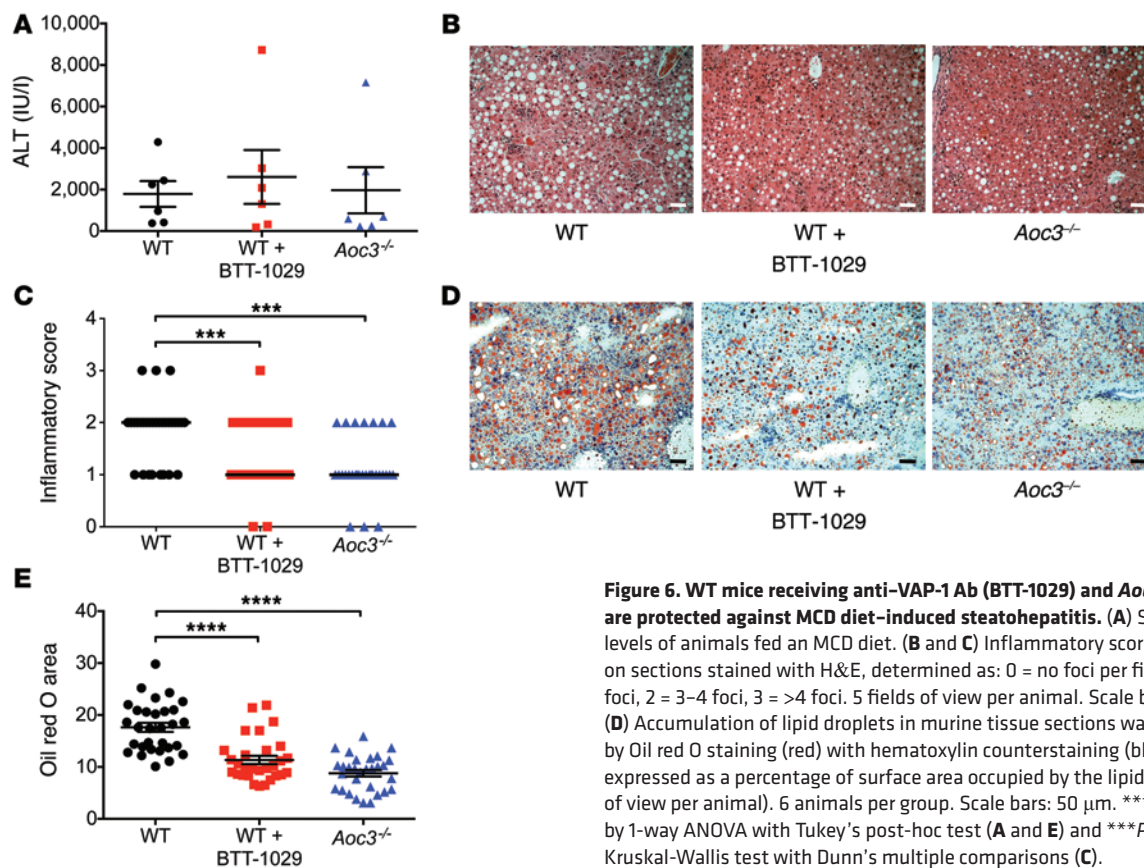 A
ALT (IU/l)
10,000
8,000
6,000
4,000
2,000
0
WT
WT +
BTT-1029
Aoc3-/-
B
WT
WT +
BTT-1029
Aoc3–/–
C
Inflammatory score
4
3
2
1
0
***
***
WT
WT +
BTT-1029
Aoc3-/-
D
WT
WT +
BTT-1029
Aoc3–/–
E
Oil red O area
40
30
20
10
0
****
****
WT
WT +
BTT-1029
Aoc3-/-
Figure 6. WT mice receiving anti–VAP-1 Ab (BTT-1029) and Aoc
are protected against MCD diet–induced steatohepatitis. (A) S
levels of animals fed an MCD diet. (B and C) Inflammatory scor
on sections stained with H&E, determined as: 0 = no foci per fi
foci, 2 = 3–4 foci, 3 = >4 foci. 5 fields of view per animal. Scale b
(D) Accumulation of lipid droplets in murine tissue sections wa
by Oil red O staining (red) with hematoxylin counterstaining (bl
expressed as a percentage of surface area occupied by the lipid
of view per animal). 6 animals per group. Scale bars: 50 μm. ***
by 1-way ANOVA with Tukey's post-hoc test (A and E) and ***P
Kruskal-Wallis test with Dunn's multiple comparisons (C).